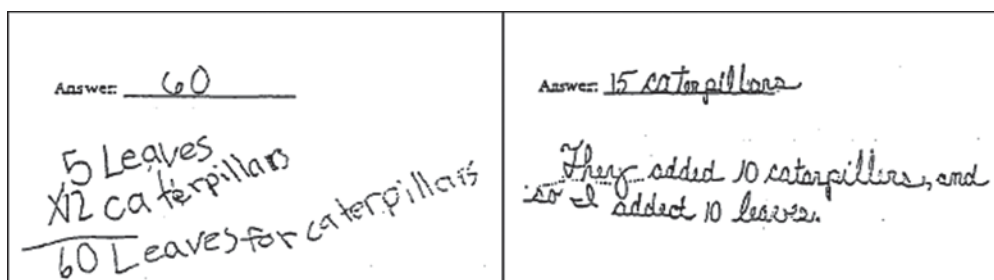 Answer: 60
5 Leaves
X12 caterpillars
60 Leaves for caterpillars
Answer: 15 caterpillars
They added 10 caterpillers, and
so I added 10 leaves.